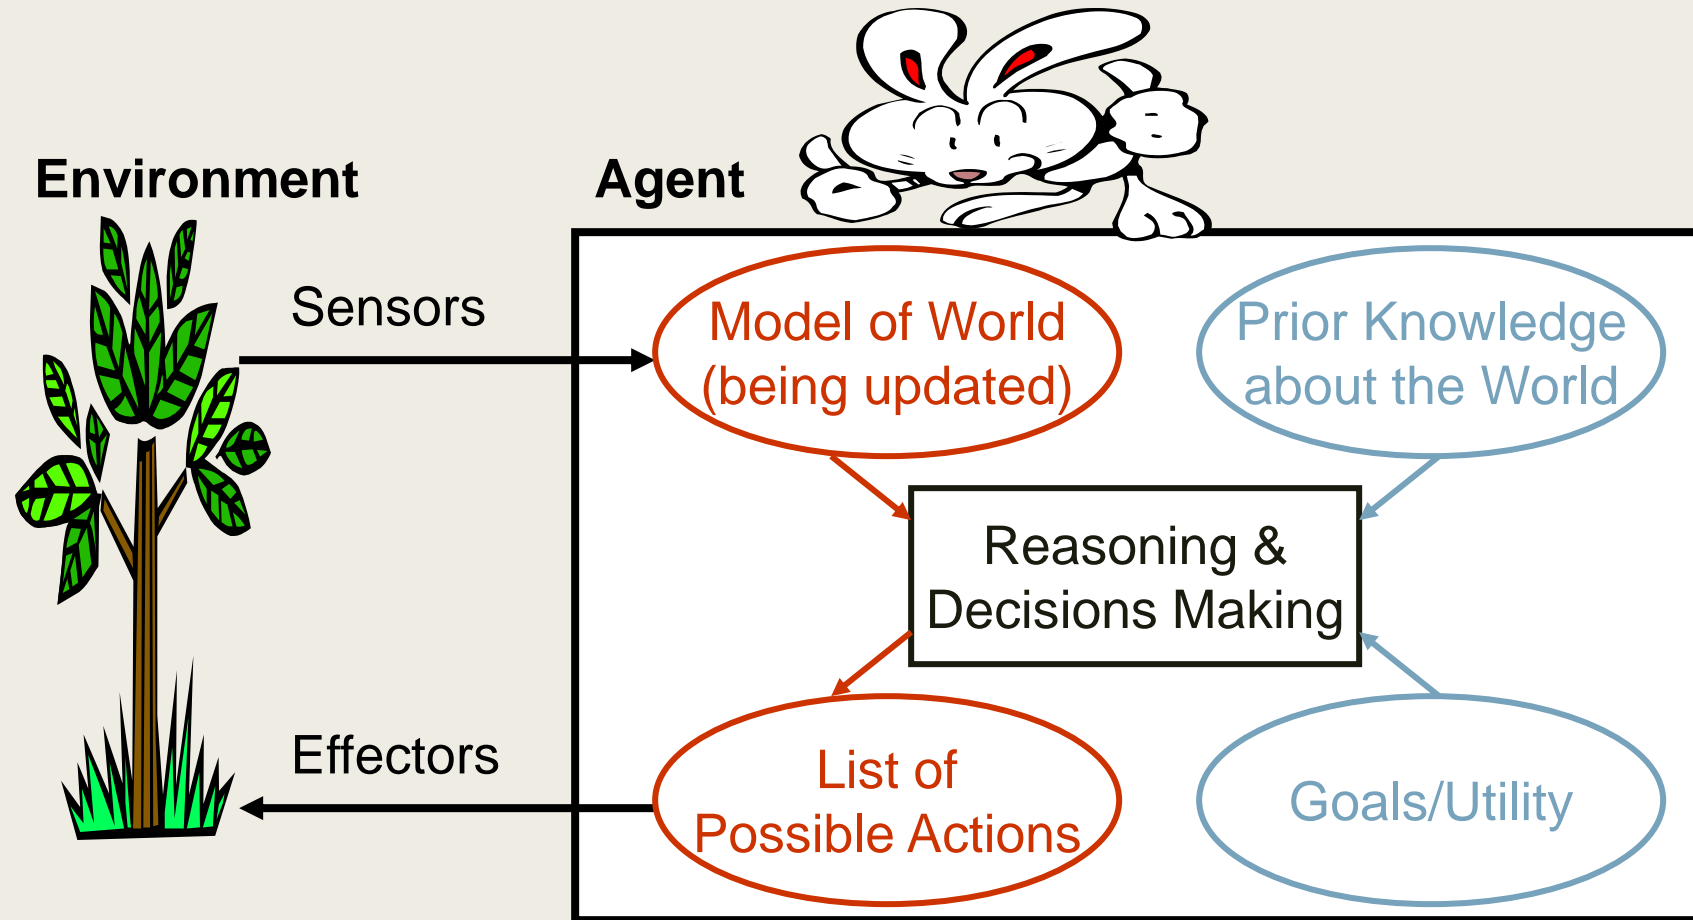 Environment
Agent
Sensors
Model of World
(being updated)
Prior Knowledge
about the World
Reasoning &
Decisions Making
Effectors
List of
Possible Actions
Goals/Utility